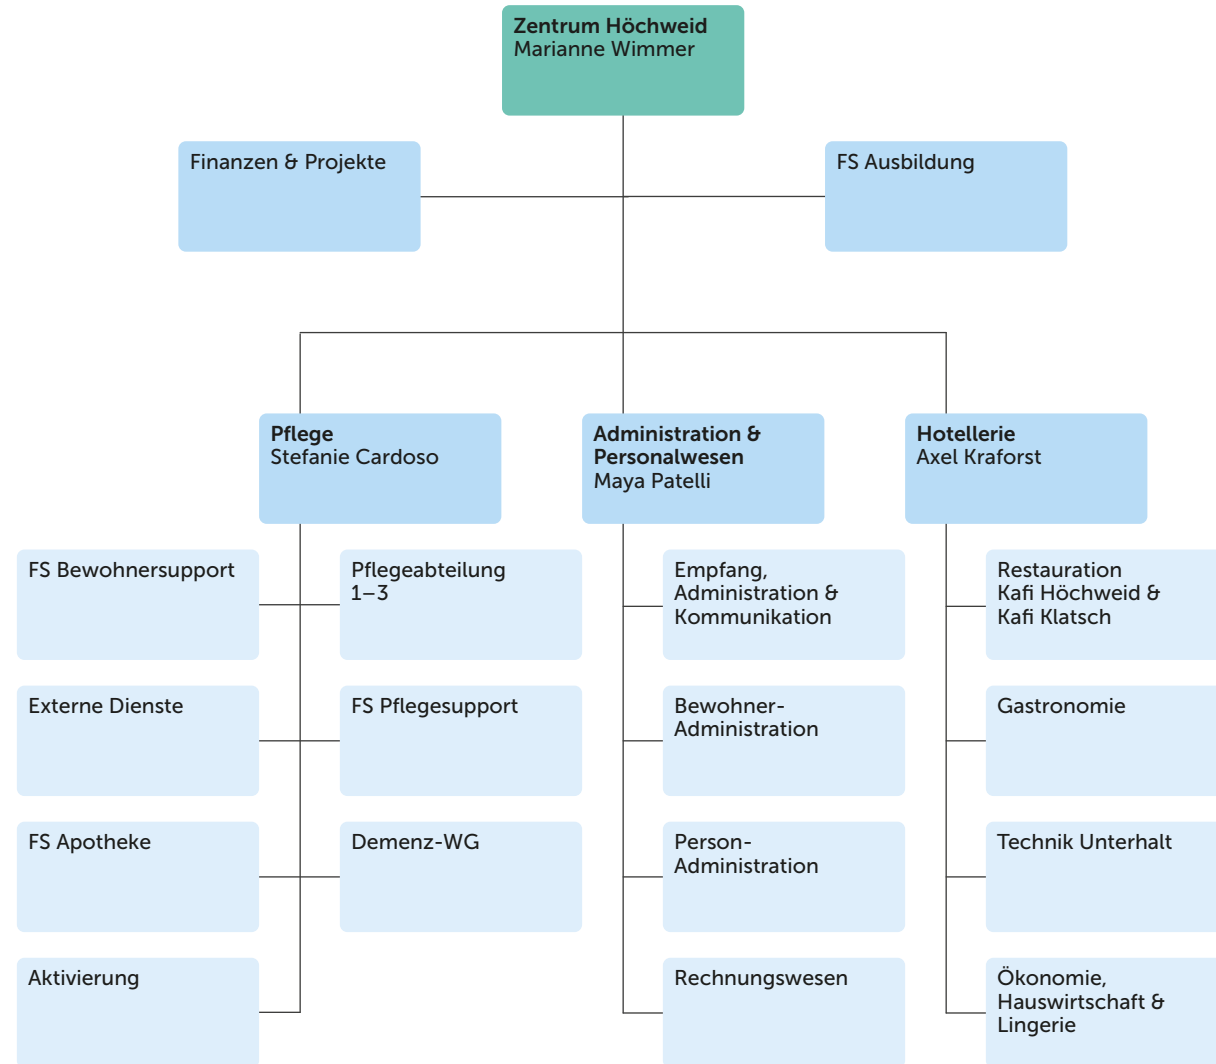 Zentrum Höchweid
Marianne Wimmer
Finanzen & Projekte
FS Ausbildung
Pflege
Stefanie Cardoso
Administration &
Personalwesen
Maya Patelli
Hotellerie
Axel Kraforst
FS Bewohnersupport
Pflegeabteilung
1–3
Empfang,
Administration &
Kommunikation
Restauration
Kafi Höchweid &
Kafi Klatsch
Externe Dienste
FS Pflegesupport
Bewohner-
Administration
Gastronomie
FS Apotheke
Demenz-WG
Person-
Administration
Technik Unterhalt
Aktivierung
Rechnungswesen
Ökonomie,
Hauswirtschaft &
Lingerie